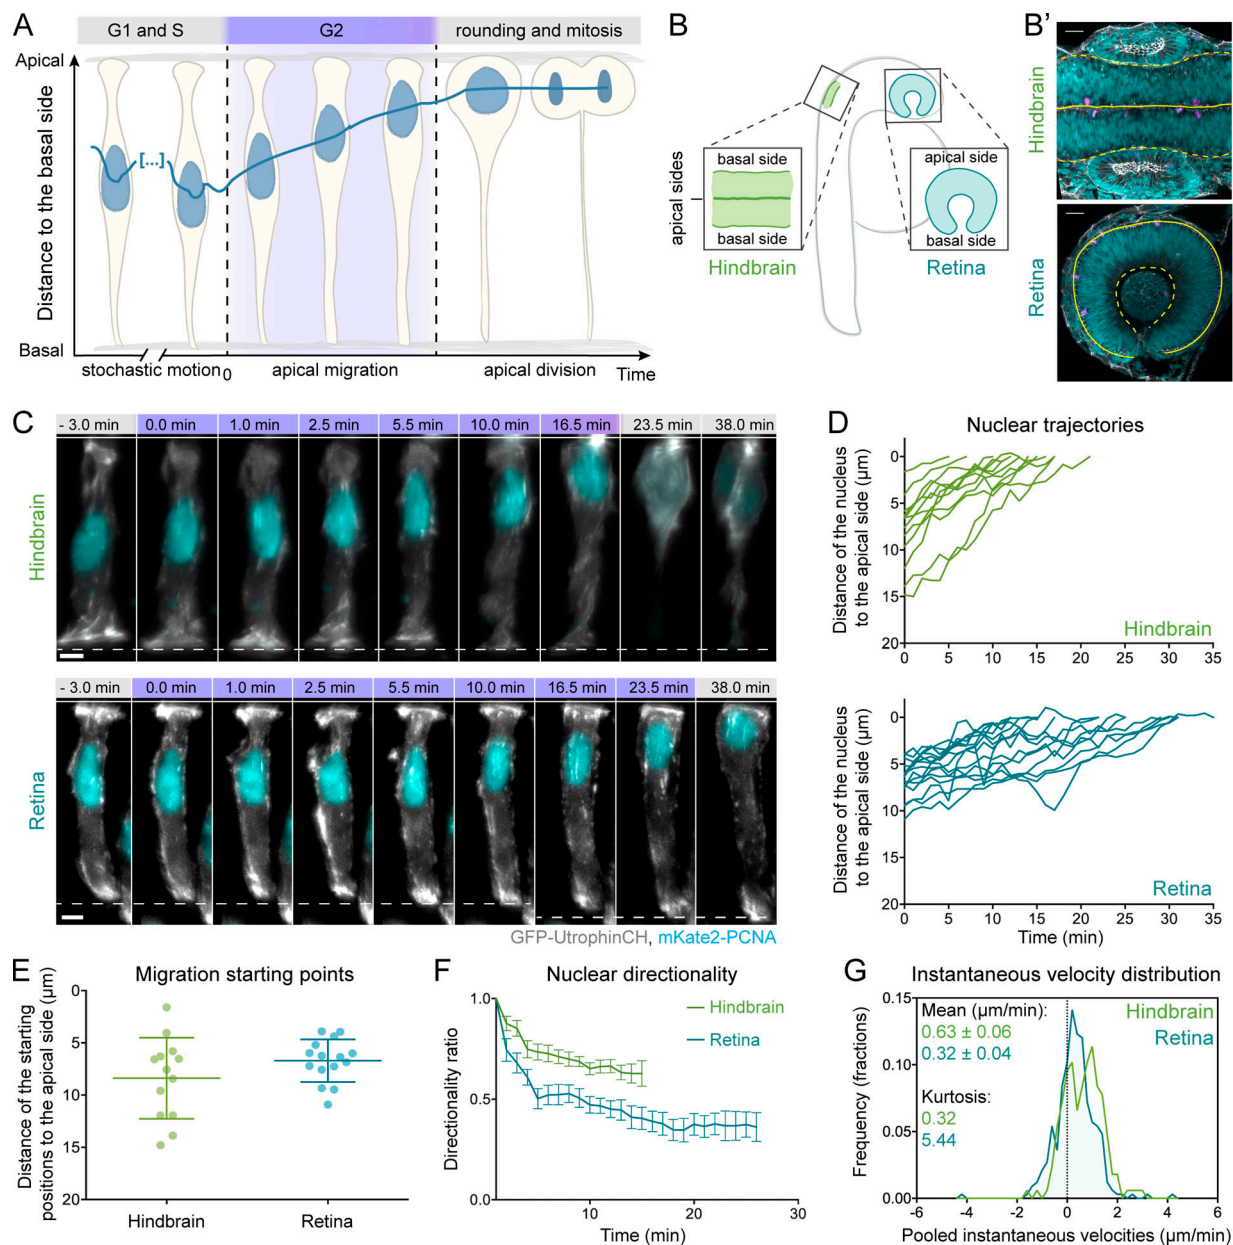 A
G1 and S
G2
rounding and mitosis
Apical
Distance to the basal side
[...]
Basal
stochastic motion
0
apical migration
apical division
Time
B
apical sides
basal side
basal side
Hindbrain
apical side
basal side
Retina
B'
Hindbrain
Retina
C
Hindbrain
- 3.0 min
0.0 min
1.0 min
2.5 min
5.5 min
10.0 min
16.5 min
23.5 min
38.0 min
Retina
- 3.0 min
0.0 min
1.0 min
2.5 min
5.5 min
10.0 min
16.5 min
23.5 min
38.0 min
GFP-UtrophinCH, mKate2-PCNA
D
Nuclear trajectories
Distance of the nucleus
to the apical side (µm)
0
5
10
15
20
0 5 10 15 20 25 30 35
Hindbrain
Distance of the nucleus
to the apical side (µm)
0
5
10
15
20
0 5 10 15 20 25 30 35
Retina
Time (min)
E
Migration starting points
Distance of the starting
positions to the apical side (µm)
0
5
10
15
20
Hindbrain
Retina
F
Nuclear directionality
Directionality ratio
1.0
0.5
0.0
Hindbrain
Retina
10 20 30
Time (min)
G
Instantaneous velocity distribution
Frequency (fractions)
0.15
0.10
0.05
0.00
Mean (µm/min):
0.63 ± 0.06
0.32 ± 0.04
Kurtosis:
0.32
5.44
Hindbrain
Retina
-6 -4 -2 0 2 4 6
Pooled instantaneous velocities (µm/min)